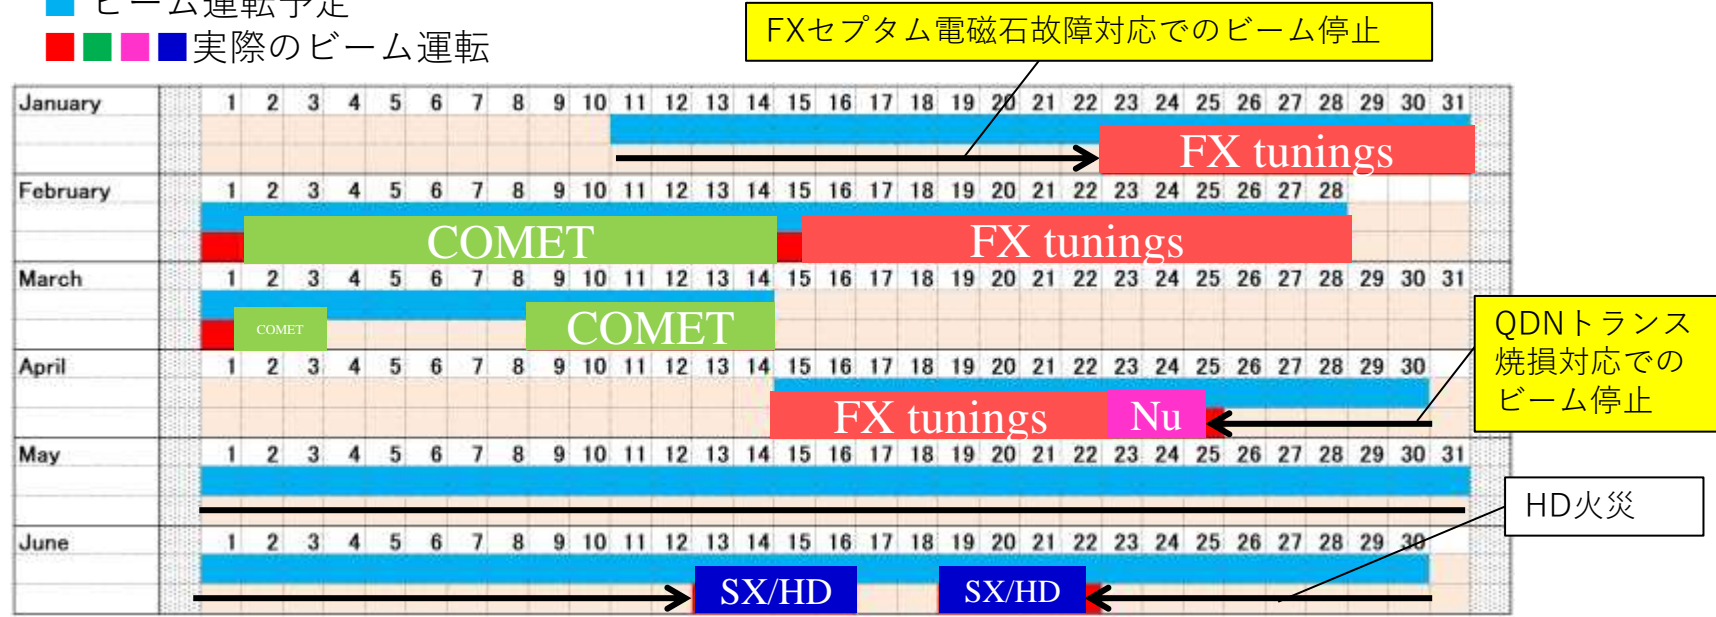 ビーム運転予定
実際のビーム運転
FXセプタム電磁石故障対応でのビーム停止
January 1 2 3 4 5 6 7 8 9 10 11 12 13 14 15 16 17 18 19 20 21 22 23 24 25 26 27 28 29 30 31
FX tunings
February 1 2 3 4 5 6 7 8 9 10 11 12 13 14 15 16 17 18 19 20 21 22 23 24 25 26 27 28
COMET FX tunings
March 1 2 3 4 5 6 7 8 9 10 11 12 13 14 15 16 17 18 19 20 21 22 23 24 25 26 27 28 29 30 31
COMET COMET
QDNトランス
焼損対応での
ビーム停止
April 1 2 3 4 5 6 7 8 9 10 11 12 13 14 15 16 17 18 19 20 21 22 23 24 25 26 27 28 29 30
FX tunings Nu
May 1 2 3 4 5 6 7 8 9 10 11 12 13 14 15 16 17 18 19 20 21 22 23 24 25 26 27 28 29 30 31
HD火災
June 1 2 3 4 5 6 7 8 9 10 11 12 13 14 15 16 17 18 19 20 21 22 23 24 25 26 27 28 29 30
SX/HD SX/HD